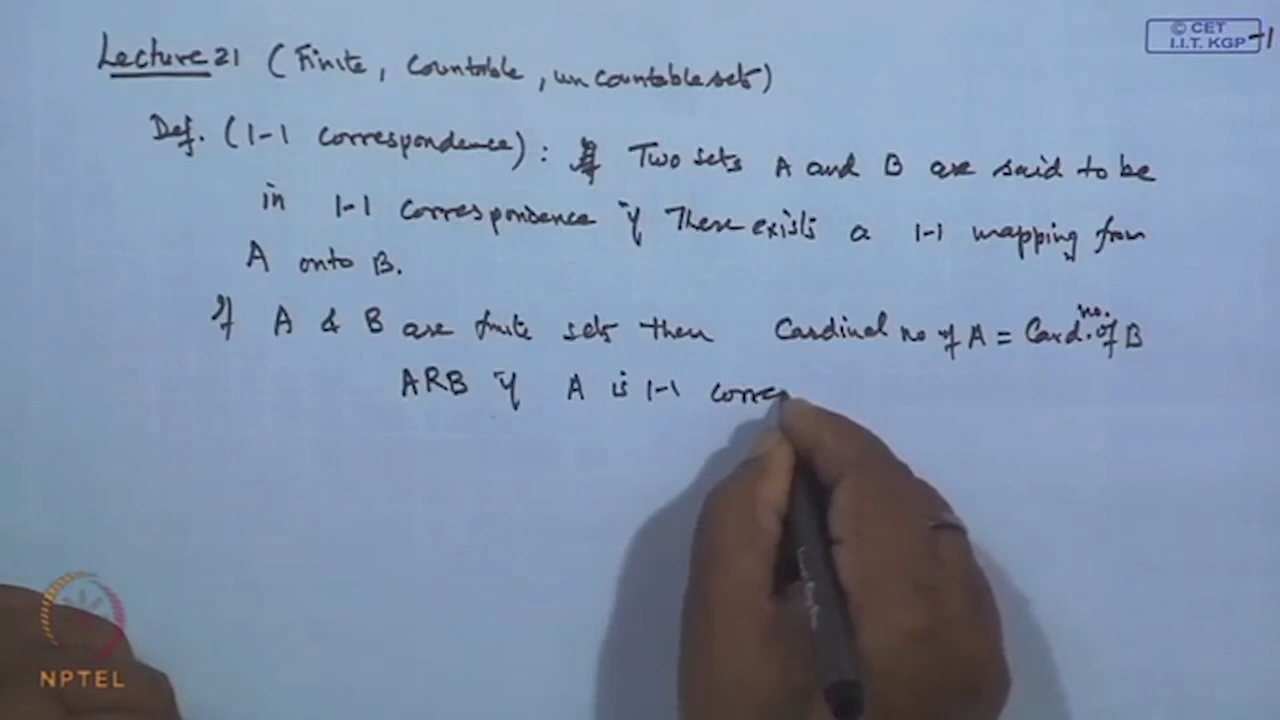 © CET
I.I.T. KGP
-1
Lecture 21 (Finite, Countable, uncountable sets)
Def. (1-1 correspondence): Two sets A and B are said to be
in 1-1 correspondence if there exists a 1-1 mapping from
A onto B.
If A & B are finite sets then Cardinal no of A = Card. no. of B
ARB if A is 1-1 corres
NPTEL